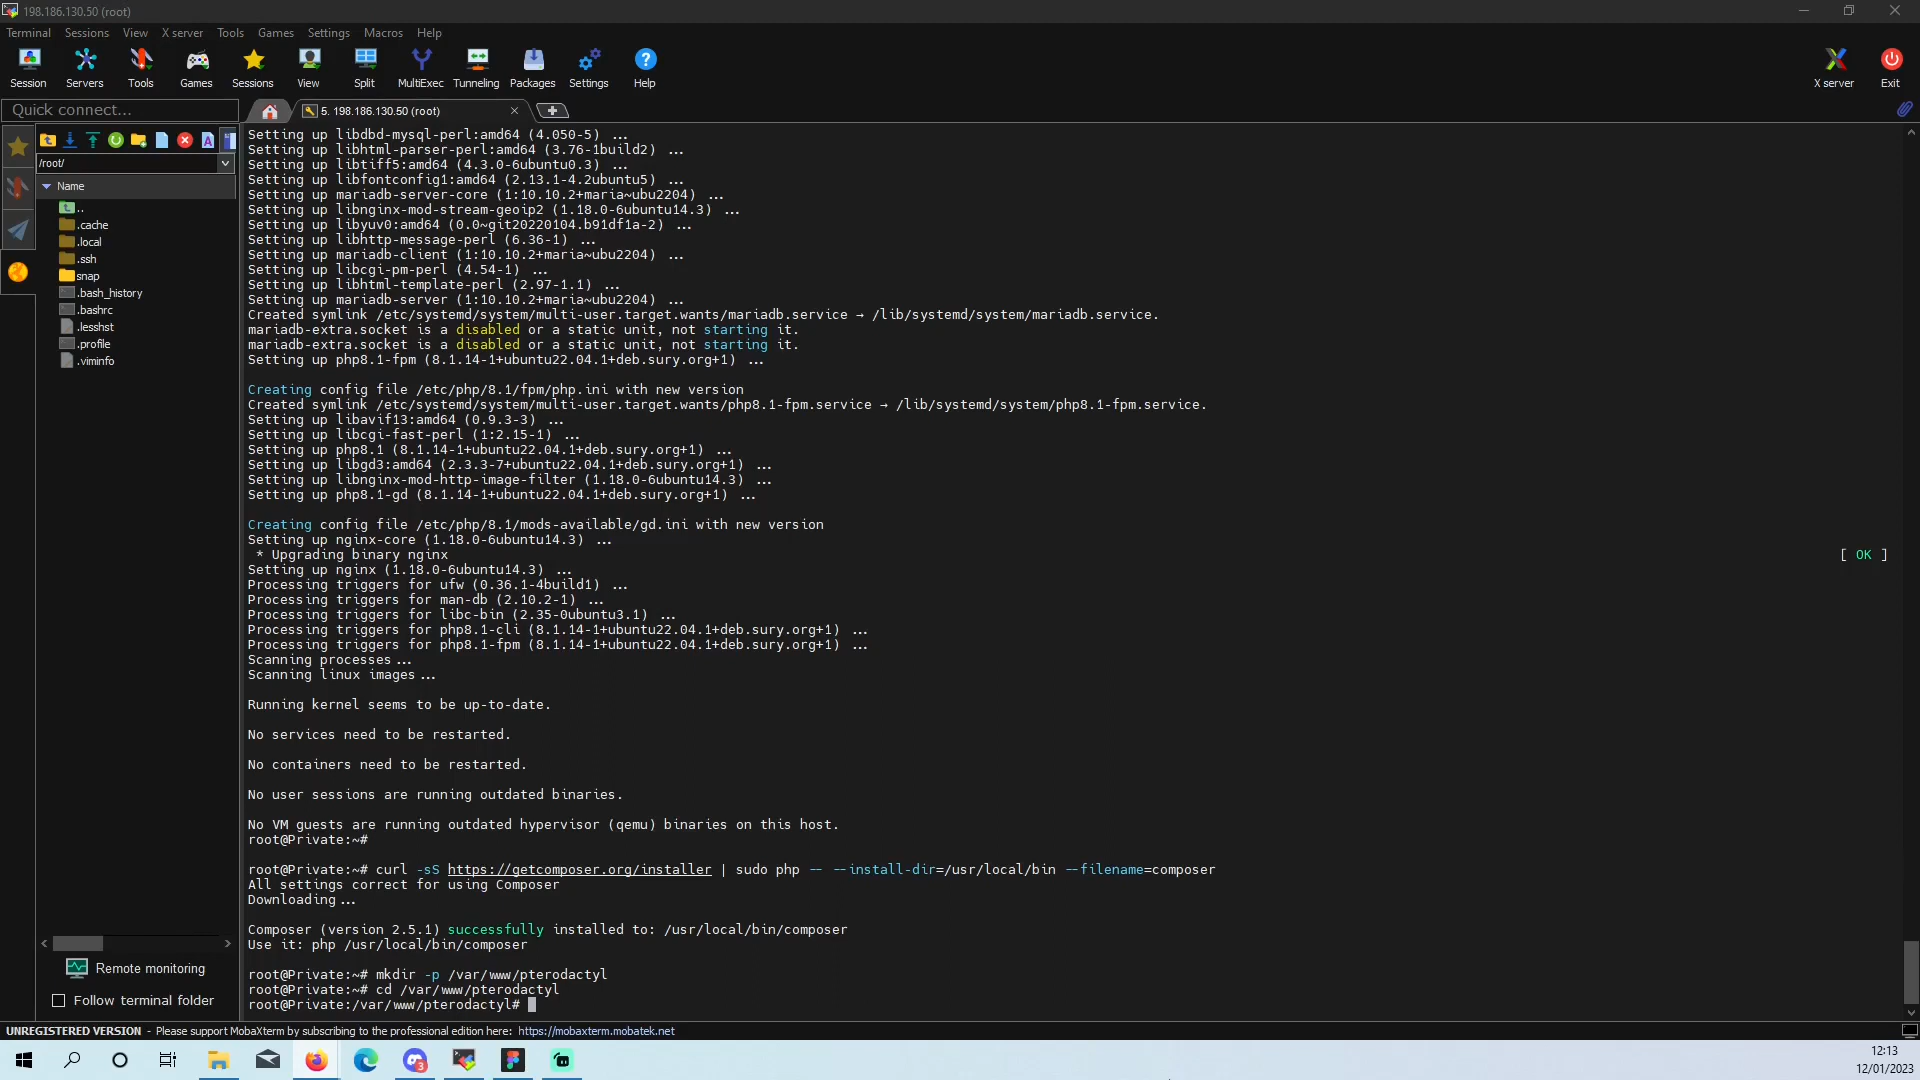 198.186.130.50 (root)
Terminal Sessions View X server Tools Games Settings Macros Help
Session Servers Tools Games Sessions View Split MultiExec Tunneling Packages Settings Help X server Exit
Quick connect...
5. 198.186.130.50 (root)
/root/
Name
..
.cache
.local
.ssh
snap
.bash_history
.bashrc
.lesshst
.profile
.viminfo
Remote monitoring
Follow terminal folder
Setting up libdbd-mysql-perl:amd64 (4.050-5) ...
Setting up libhtml-parser-perl:amd64 (3.76-1build2) ...
Setting up libtiff5:amd64 (4.3.0-6ubuntu0.3) ...
Setting up libfontconfig1:amd64 (2.13.1-4.2ubuntu5) ...
Setting up mariadb-server-core (1:10.10.2+maria~ubu2204) ...
Setting up libnginx-mod-stream-geoip2 (1.18.0-6ubuntu14.3) ...
Setting up libyuv0:amd64 (0.0~git20220104.b91df1a-2) ...
Setting up libhttp-message-perl (6.36-1) ...
Setting up mariadb-client (1:10.10.2+maria~ubu2204) ...
Setting up libcgi-pm-perl (4.54-1) ...
Setting up libhtml-template-perl (2.97-1.1) ...
Setting up mariadb-server (1:10.10.2+maria~ubu2204) ...
Created symlink /etc/systemd/system/multi-user.target.wants/mariadb.service → /lib/systemd/system/mariadb.service.
mariadb-extra.socket is a disabled or a static unit, not starting it.
mariadb-extra.socket is a disabled or a static unit, not starting it.
Setting up php8.1-fpm (8.1.14-1+ubuntu22.04.1+deb.sury.org+1) ...
Creating config file /etc/php/8.1/fpm/php.ini with new version
Created symlink /etc/systemd/system/multi-user.target.wants/php8.1-fpm.service → /lib/systemd/system/php8.1-fpm.service.
Setting up libavif13:amd64 (0.9.3-3) ...
Setting up libcgi-fast-perl (1:2.15-1) ...
Setting up php8.1 (8.1.14-1+ubuntu22.04.1+deb.sury.org+1) ...
Setting up libgd3:amd64 (2.3.3-7+ubuntu22.04.1+deb.sury.org+1) ...
Setting up libnginx-mod-http-image-filter (1.18.0-6ubuntu14.3) ...
Setting up php8.1-gd (8.1.14-1+ubuntu22.04.1+deb.sury.org+1) ...
Creating config file /etc/php/8.1/mods-available/gd.ini with new version
Setting up nginx-core (1.18.0-6ubuntu14.3) ...
* Upgrading binary nginx [ OK ]
Setting up nginx (1.18.0-6ubuntu14.3) ...
Processing triggers for ufw (0.36.1-4build1) ...
Processing triggers for man-db (2.10.2-1) ...
Processing triggers for libc-bin (2.35-0ubuntu3.1) ...
Processing triggers for php8.1-cli (8.1.14-1+ubuntu22.04.1+deb.sury.org+1) ...
Processing triggers for php8.1-fpm (8.1.14-1+ubuntu22.04.1+deb.sury.org+1) ...
Scanning processes...
Scanning linux images...
Running kernel seems to be up-to-date.
No services need to be restarted.
No containers need to be restarted.
No user sessions are running outdated binaries.
No VM guests are running outdated hypervisor (qemu) binaries on this host.
root@Private:~#
root@Private:~# curl -sS https://getcomposer.org/installer | sudo php -- --install-dir=/usr/local/bin --filename=composer
All settings correct for using Composer
Downloading...
Composer (version 2.5.1) successfully installed to: /usr/local/bin/composer
Use it: php /usr/local/bin/composer
root@Private:~# mkdir -p /var/www/pterodactyl
root@Private:~# cd /var/www/pterodactyl
root@Private:/var/www/pterodactyl#
UNREGISTERED VERSION - Please support MobaXterm by subscribing to the professional edition here: https://mobaxterm.mobatek.net
3
12:13
12/01/2023